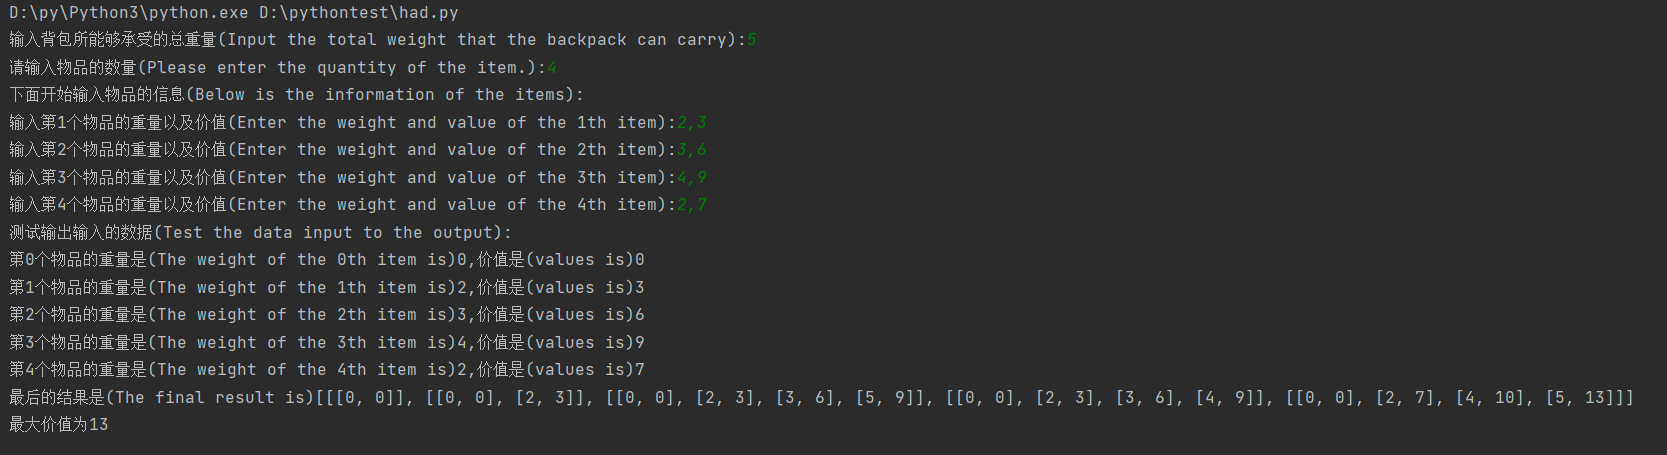 D:\py\Python3\python.exe D:\pythontest\had.py
输入背包所能够承受的总重量(Input the total weight that the backpack can carry):5
请输入物品的数量(Please enter the quantity of the item.):4
下面开始输入物品的信息(Below is the information of the items):
输入第1个物品的重量以及价值(Enter the weight and value of the 1th item):2,3
输入第2个物品的重量以及价值(Enter the weight and value of the 2th item):3,6
输入第3个物品的重量以及价值(Enter the weight and value of the 3th item):4,9
输入第4个物品的重量以及价值(Enter the weight and value of the 4th item):2,7
测试输出输入的数据(Test the data input to the output):
第0个物品的重量是(The weight of the 0th item is)0,价值是(values is)0
第1个物品的重量是(The weight of the 1th item is)2,价值是(values is)3
第2个物品的重量是(The weight of the 2th item is)3,价值是(values is)6
第3个物品的重量是(The weight of the 3th item is)4,价值是(values is)9
第4个物品的重量是(The weight of the 4th item is)2,价值是(values is)7
最后的结果是(The final result is)[[[0, 0]], [[0, 0], [2, 3]], [[0, 0], [2, 3], [3, 6], [5, 9]], [[0, 0], [2, 3], [3, 6], [4, 9]], [[0, 0], [2, 7], [4, 10], [5, 13]]]
最大价值为13